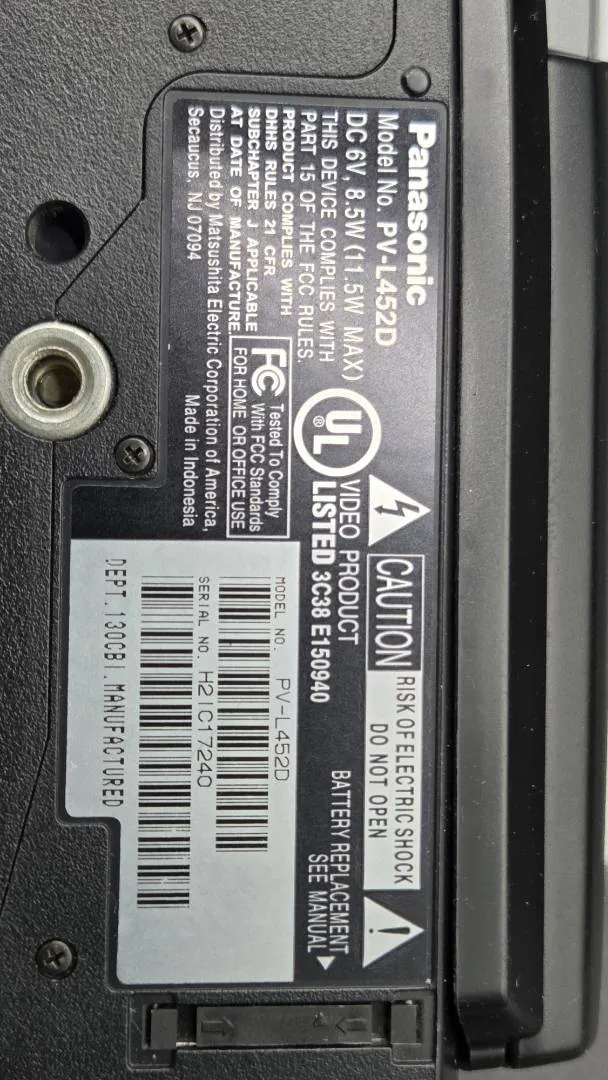 Panasonic
Model No. PV-L452D
DC 6V, 8.5W (11.5W MAX)
THIS DEVICE COMPLIES WITH
PART 15 OF THE FCC RULES.
PRODUCT COMPLIES WITH
DHHS RULES 21 CFR
SUBCHAPTER J APPLICABLE
AT DATE OF MANUFACTURE.
Distributed by Matsushita Electric Corporation of America,
Secaucus, NJ 07094
Made in Indonesia
FC
Tested To Comply
With FCC Standards
FOR HOME OR OFFICE USE
UL
®
VIDEO PRODUCT
LISTED 3C38 E150940
CAUTION
RISK OF ELECTRIC SHOCK
DO NOT OPEN
!
BATTERY REPLACEMENT
SEE MANUAL
MODEL NO. PV-L452D
SERIAL NO. H2IC17240
DEPT.130CBI.MANUFACTURED